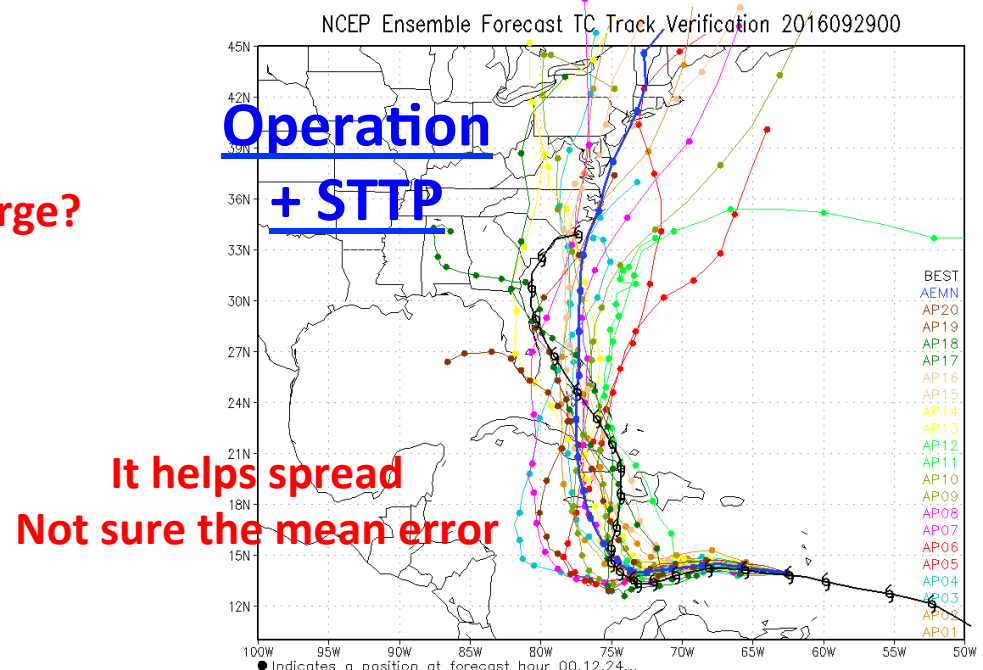 NCEP Ensemble Forecast TC Track Verification 2016092900
45N
42N
39N
36N
33N
30N
27N
24N
21N
18N
15N
12N
Operation
+ STTP
rge?
It helps spread
Not sure the mean error
BEST
AEMN
AP20
AP19
AP18
AP17
AP16
AP15
AP14
AP13
AP12
AP11
AP10
AP09
AP08
AP07
AP06
AP05
AP04
AP03
AP02
AP01
100W 95W 90W 85W 80W 75W 70W 65W 60W 55W 50W
● Indicates a position at forecast hour 00,12,24...